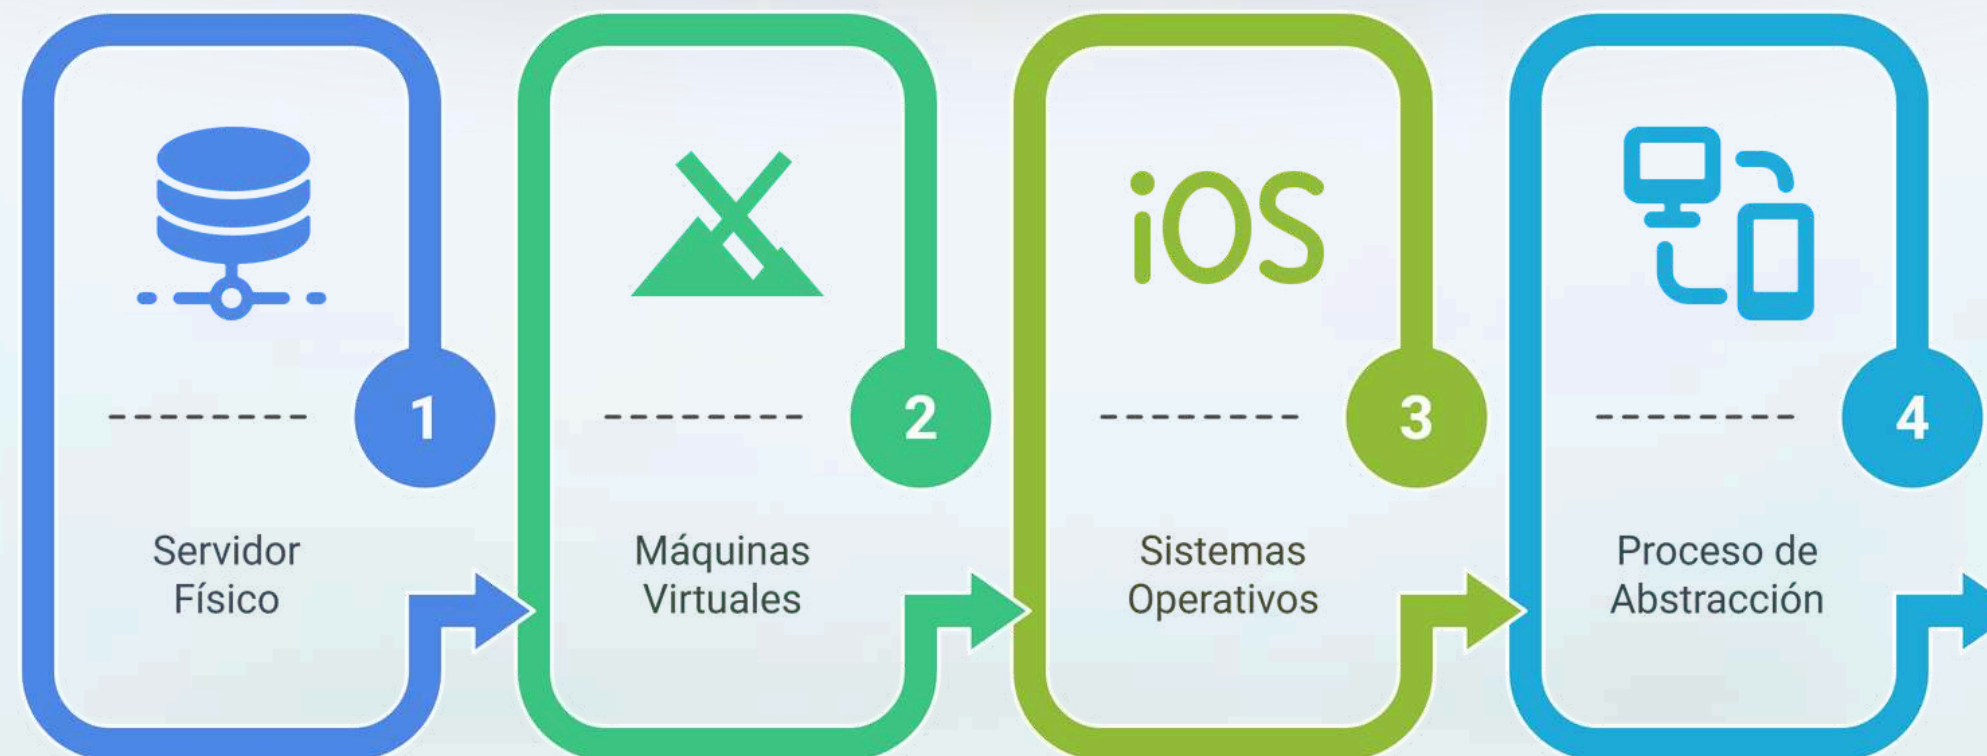 iOS
1
2
3
4
Servidor
Físico
Máquinas
Virtuales
Sistemas
Operativos
Proceso de
Abstracción